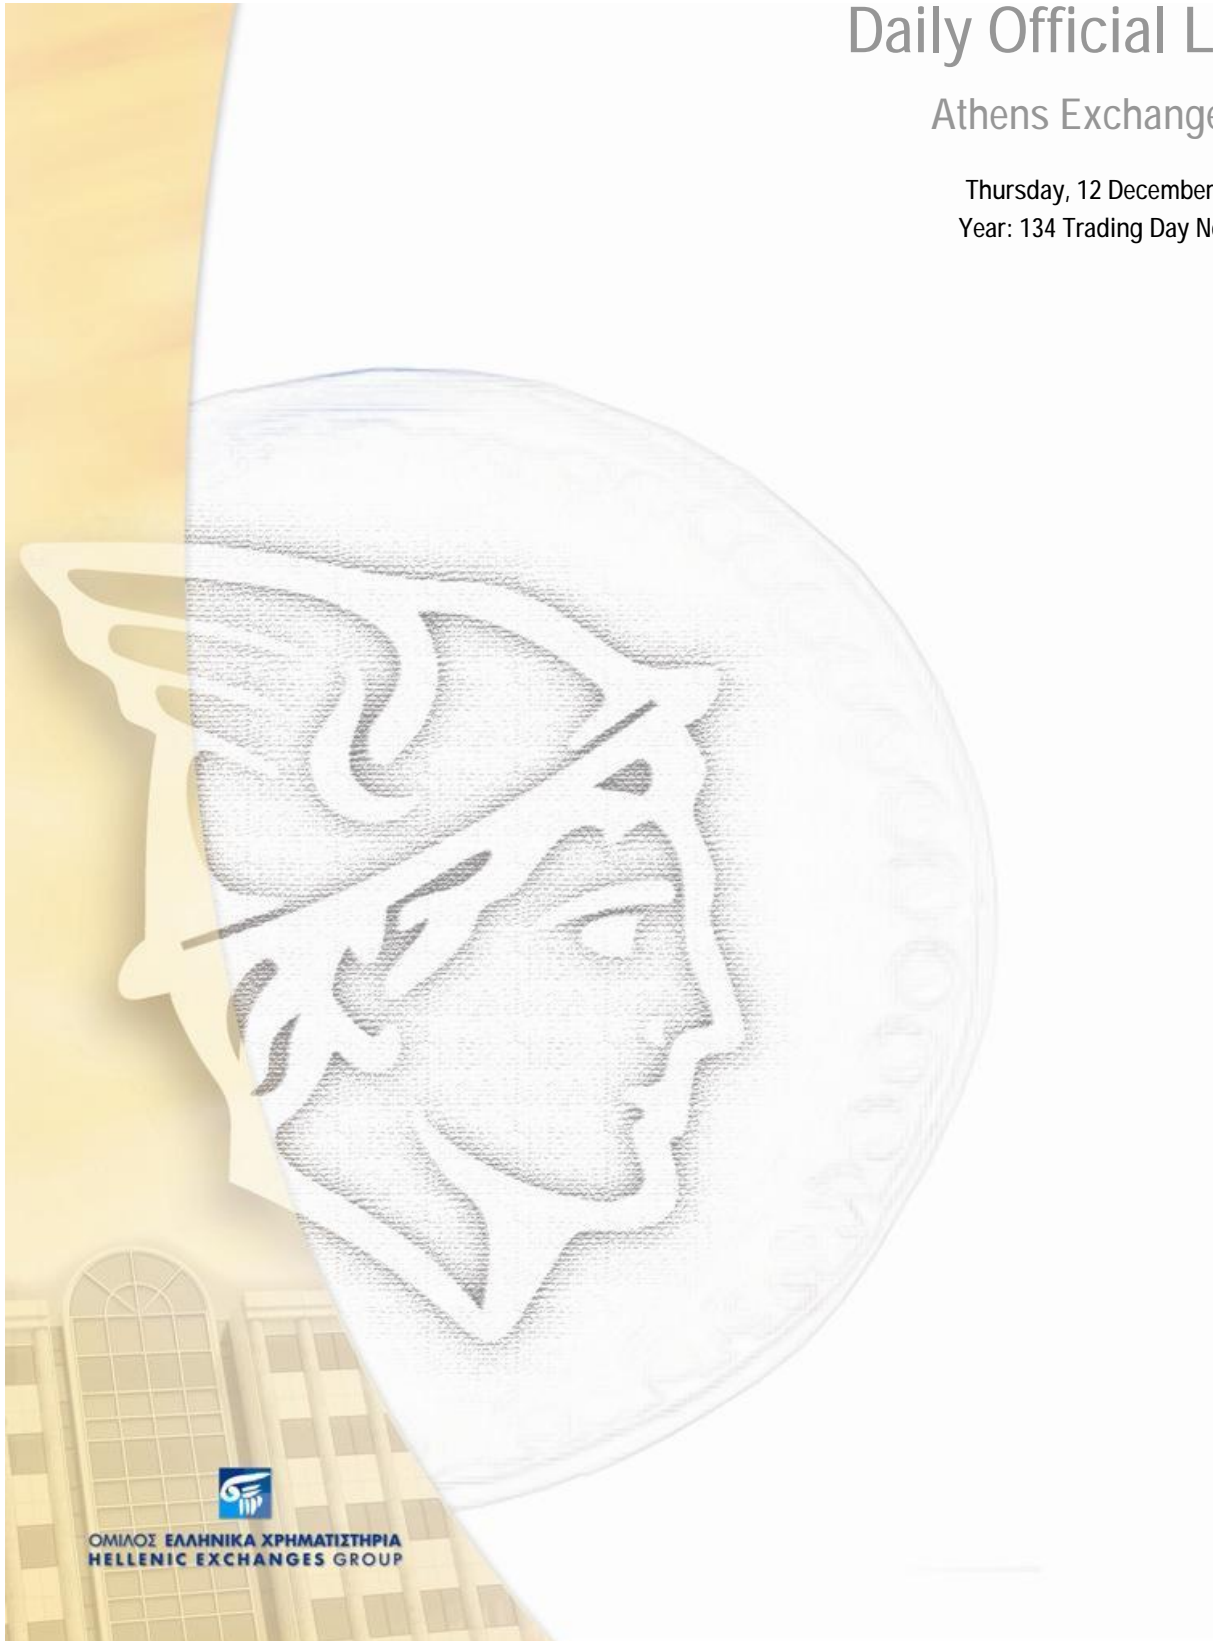 Daily Official L
Athens Exchange
Thursday, 12 December
Year: 134 Trading Day N
ΟΜΙΛΟΣ ΕΛΛΗΝΙΚΑ ΧΡΗΜΑΤΙΣΤΗΡΙΑ
HELLENIC EXCHANGES GROUP